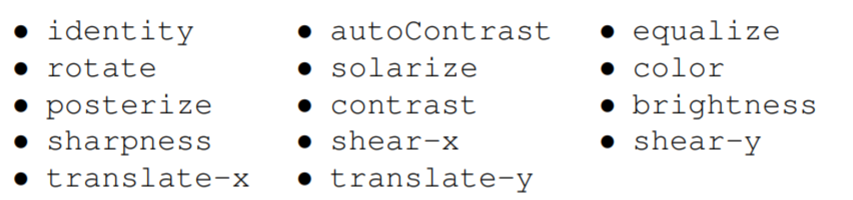 • identity • autoContrast • equalize
• rotate • solarize • color
• posterize • contrast • brightness
• sharpness • shear-x • shear-y
• translate-x • translate-y